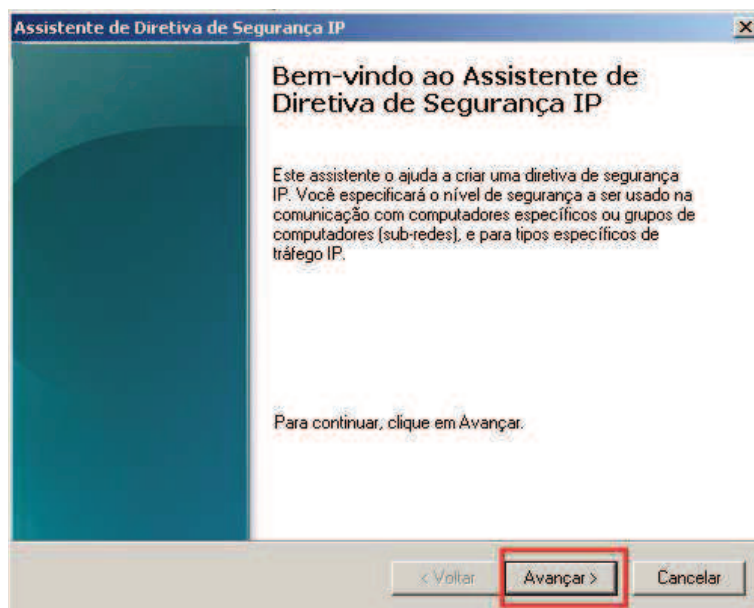 Assistente de Diretiva de Segurança IP
Bem-vindo ao Assistente de
Diretiva de Segurança IP
Este assistente o ajuda a criar uma diretiva de segurança
IP. Você especificará o nível de segurança a ser usado na
comunicação com computadores específicos ou grupos de
computadores (sub-redes), e para tipos específicos de
tráfego IP.
Para continuar, clique em Avançar.
< Voltar
Avançar >
Cancelar